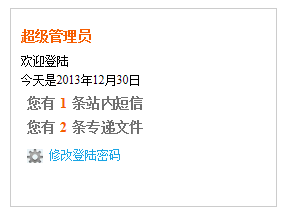 超级管理员
欢迎登陆
今天是2013年12月30日
您有 1 条站内短信
您有 2 条专递文件
修改登陆密码